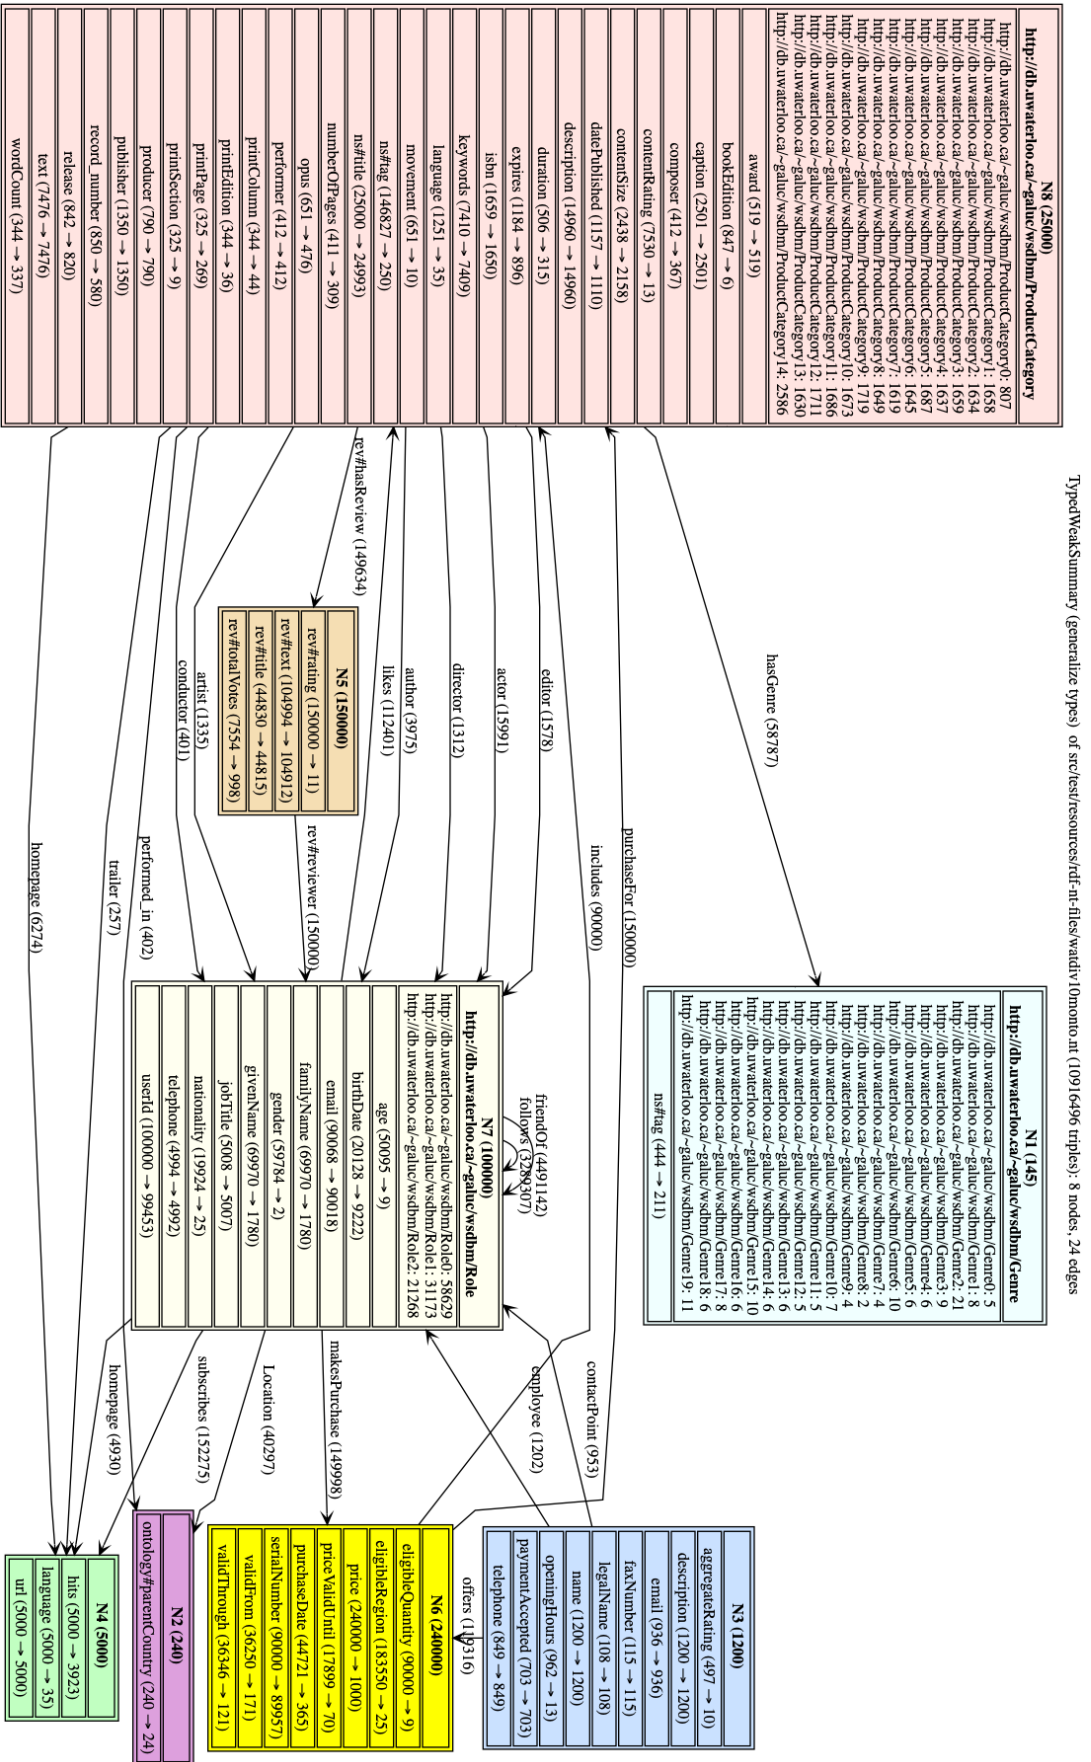 TypedWeakSummary (generalize types) of src/test/resources/rdf-nt-files/watdiv10monto.nt (10916496 triples): 8 nodes, 24 edges
N8 (25000)
http://db.uwaterloo.ca/~galuc/wsdbm/ProductCategory
http://db.uwaterloo.ca/~galuc/wsdbm/ProductCategory0: 807
http://db.uwaterloo.ca/~galuc/wsdbm/ProductCategory1: 1658
http://db.uwaterloo.ca/~galuc/wsdbm/ProductCategory2: 1634
http://db.uwaterloo.ca/~galuc/wsdbm/ProductCategory3: 1659
http://db.uwaterloo.ca/~galuc/wsdbm/ProductCategory4: 1637
http://db.uwaterloo.ca/~galuc/wsdbm/ProductCategory5: 1687
http://db.uwaterloo.ca/~galuc/wsdbm/ProductCategory6: 1645
http://db.uwaterloo.ca/~galuc/wsdbm/ProductCategory7: 1619
http://db.uwaterloo.ca/~galuc/wsdbm/ProductCategory8: 1649
http://db.uwaterloo.ca/~galuc/wsdbm/ProductCategory9: 1719
http://db.uwaterloo.ca/~galuc/wsdbm/ProductCategory10: 1673
http://db.uwaterloo.ca/~galuc/wsdbm/ProductCategory11: 1686
http://db.uwaterloo.ca/~galuc/wsdbm/ProductCategory12: 1711
http://db.uwaterloo.ca/~galuc/wsdbm/ProductCategory13: 1630
http://db.uwaterloo.ca/~galuc/wsdbm/ProductCategory14: 2586
award (519 → 519)
bookEdition (847 → 6)
caption (2501 → 2501)
composer (412 → 367)
contentRating (7530 → 13)
contentSize (2438 → 2158)
datePublished (1157 → 1110)
description (14960 → 14960)
duration (506 → 315)
expires (1184 → 896)
isbn (1659 → 1650)
keywords (7410 → 7409)
language (1251 → 35)
movement (651 → 10)
ns#tag (14627 → 250)
ns#title (25000 → 24993)
numberOfPages (411 → 309)
opus (651 → 476)
performer (412 → 412)
printColumn (344 → 44)
printEdition (344 → 36)
printPage (325 → 269)
printSection (325 → 9)
producer (790 → 790)
publisher (1350 → 1350)
record_number (850 → 580)
release (842 → 820)
text (7476 → 7476)
wordCount (344 → 337)
hasGenre (58787)
purchaseFor (150000)
includes (90000)
editor (1578)
actor (15991)
director (1312)
author (3975)
likes (112401)
rev#hasReview (149634)
artist (1335)
conductor (401)
performed_in (402)
trailer (257)
homepage (6274)
N5 (150000)
rev#rating (150000 → 11)
rev#text (104994 → 104912)
rev#title (44830 → 44815)
rev#totalVotes (7554 → 998)
rev#reviewer (150000)
N1 (145)
http://db.uwaterloo.ca/~galuc/wsdbm/Genre
http://db.uwaterloo.ca/~galuc/wsdbm/Genre0: 5
http://db.uwaterloo.ca/~galuc/wsdbm/Genre1: 8
http://db.uwaterloo.ca/~galuc/wsdbm/Genre2: 21
http://db.uwaterloo.ca/~galuc/wsdbm/Genre3: 9
http://db.uwaterloo.ca/~galuc/wsdbm/Genre4: 6
http://db.uwaterloo.ca/~galuc/wsdbm/Genre5: 6
http://db.uwaterloo.ca/~galuc/wsdbm/Genre6: 10
http://db.uwaterloo.ca/~galuc/wsdbm/Genre7: 4
http://db.uwaterloo.ca/~galuc/wsdbm/Genre8: 2
http://db.uwaterloo.ca/~galuc/wsdbm/Genre9: 4
http://db.uwaterloo.ca/~galuc/wsdbm/Genre10: 7
http://db.uwaterloo.ca/~galuc/wsdbm/Genre11: 5
http://db.uwaterloo.ca/~galuc/wsdbm/Genre12: 5
http://db.uwaterloo.ca/~galuc/wsdbm/Genre13: 6
http://db.uwaterloo.ca/~galuc/wsdbm/Genre14: 6
http://db.uwaterloo.ca/~galuc/wsdbm/Genre15: 10
http://db.uwaterloo.ca/~galuc/wsdbm/Genre16: 6
http://db.uwaterloo.ca/~galuc/wsdbm/Genre17: 8
http://db.uwaterloo.ca/~galuc/wsdbm/Genre18: 6
http://db.uwaterloo.ca/~galuc/wsdbm/Genre19: 11
ns#tag (444 → 211)
friendOf (4491142)
follows (3289307)
N7 (100000)
http://db.uwaterloo.ca/~galuc/wsdbm/Role
http://db.uwaterloo.ca/~galuc/wsdbm/Role0: 58629
http://db.uwaterloo.ca/~galuc/wsdbm/Role1: 31173
http://db.uwaterloo.ca/~galuc/wsdbm/Role2: 21268
age (50095 → 9)
birthDate (20128 → 9222)
email (90068 → 90018)
familyName (69970 → 1780)
gender (59784 → 2)
givenName (69970 → 1780)
jobTitle (5008 → 5007)
nationality (19924 → 25)
telephone (4994 → 4992)
userId (100000 → 99453)
contactPoint (953)
employee (1202)
makesPurchase (149998)
Location (40297)
subscribes (152275)
homepage (4930)
N3 (1200)
aggregateRating (497 → 10)
description (1200 → 1200)
email (936 → 936)
faxNumber (115 → 115)
legalName (108 → 108)
name (1200 → 1200)
openingHours (962 → 13)
paymentAccepted (703 → 703)
telephone (849 → 849)
offers (119316)
N6 (240000)
eligibleQuantity (90000 → 9)
eligibleRegion (183550 → 25)
price (240000 → 1000)
priceValidUntil (17899 → 70)
purchaseDate (44721 → 365)
serialNumber (90000 → 89957)
validFrom (36250 → 171)
validThrough (36346 → 121)
N2 (240)
ontology#parentCountry (240 → 24)
N4 (5000)
hits (5000 → 3923)
language (5000 → 35)
url (5000 → 5000)